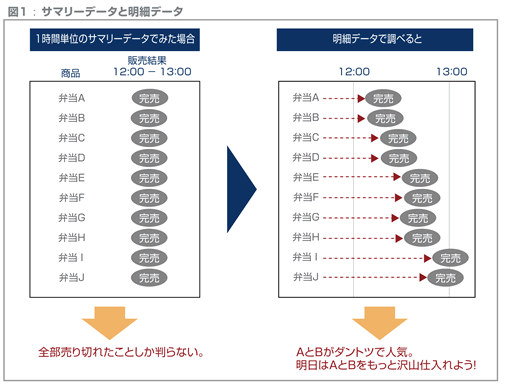 図1：サマリーデータと明細データ
1時間単位のサマリーデータでみた場合
商品
販売結果
12:00 － 13:00
弁当A 完売
弁当B 完売
弁当C 完売
弁当D 完売
弁当E 完売
弁当F 完売
弁当G 完売
弁当H 完売
弁当I 完売
弁当J 完売
全部売り切れたことしか判らない。
明細データで調べると
12:00 13:00
弁当A 完売
弁当B 完売
弁当C 完売
弁当D 完売
弁当E 完売
弁当F 完売
弁当G 完売
弁当H 完売
弁当I 完売
弁当J 完売
AとBがダントツで人気。
明日はAとBをもっと沢山仕入れよう!